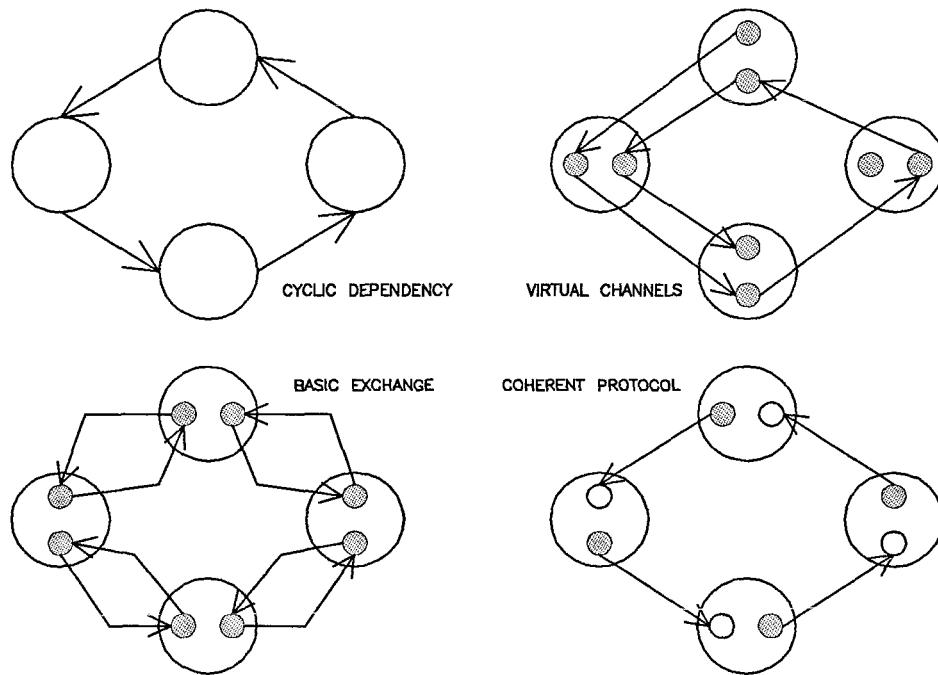 CYCLIC DEPENDENCY
VIRTUAL CHANNELS
BASIC EXCHANGE
COHERENT PROTOCOL